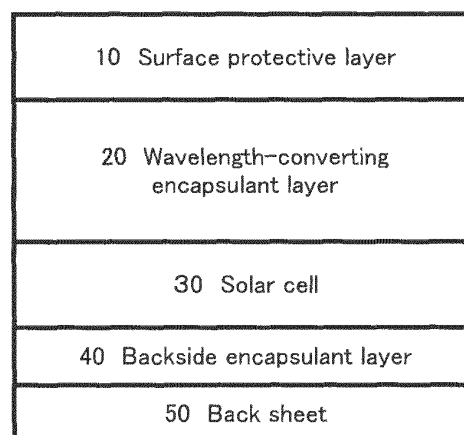 10 Surface protective layer
20 Wavelength-converting
encapsulant layer
30 Solar cell
40 Backside encapsulant layer
50 Back sheet